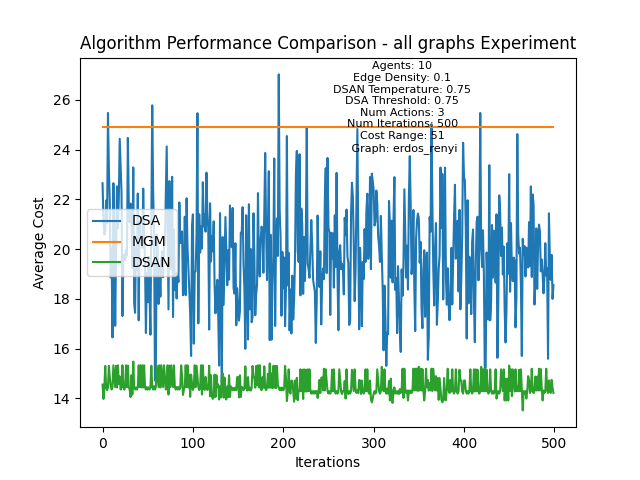 Algorithm Performance Comparison - all graphs Experiment
Agents: 10
Edge Density: 0.1
DSAN Temperature: 0.75
DSA Threshold: 0.75
Num Actions: 3
Num Iterations: 500
Cost Range: 51
Graph: erdos_renyi
Average Cost
26
24
22
20
18
16
14
DSA
MGM
DSAN
0
100
200
300
400
500
Iterations